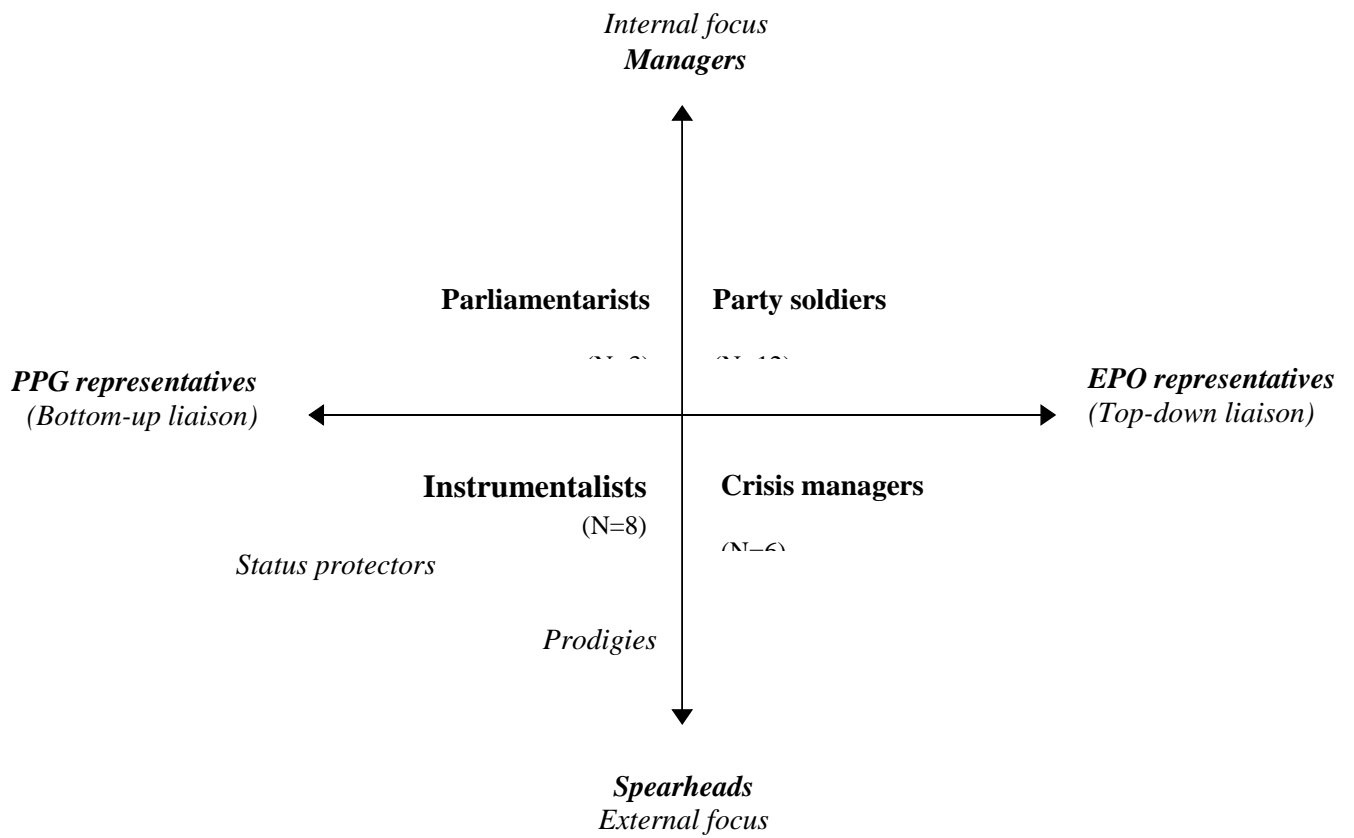 Internal focus
Managers
Parliamentarists
Party soldiers
PPG representatives
(Bottom-up liaison)
EPO representatives
(Top-down liaison)
Instrumentalists
(N=8)
Crisis managers
Status protectors
Prodigies
Spearheads
External focus